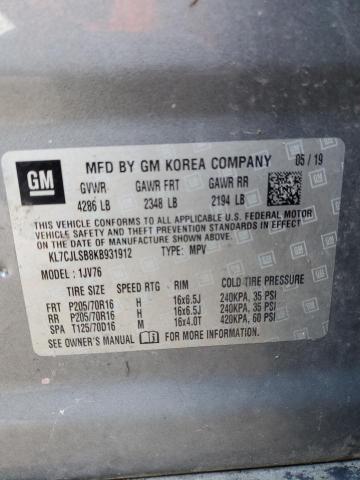 GM
MFD BY GM KOREA COMPANY 05/19
GVWR GAWR FRT GAWR RR
4286 LB 2348 LB 2194 LB
THIS VEHICLE CONFORMS TO ALL APPLICABLE U.S. FEDERAL MOTOR
VEHICLE SAFETY AND THEFT PREVENTION STANDARDS IN EFFECT
ON THE DATE OF MANUFACTURE SHOWN ABOVE.
KL7CJLSB8KB931912 TYPE: MPV
MODEL: 1JV76
TIRE SIZE SPEED RTG RIM COLD TIRE PRESSURE
FRT P205/70R16 H 16x6.5J 240KPA, 35 PSI
RR P205/70R16 H 16x6.5J 240KPA, 35 PSI
SPA T125/70D16 M 16x4.0T 420KPA, 60 PSI
SEE OWNER'S MANUAL FOR MORE INFORMATION.